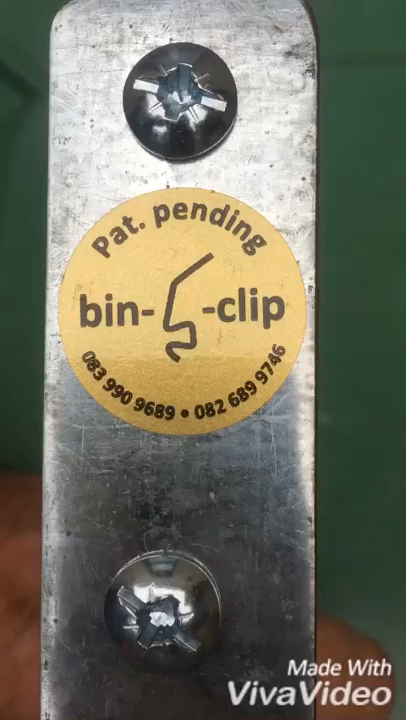 Pat. pending
bin- -clip
083 990 9689 • 082 689 9746
Made With
VivaVideo